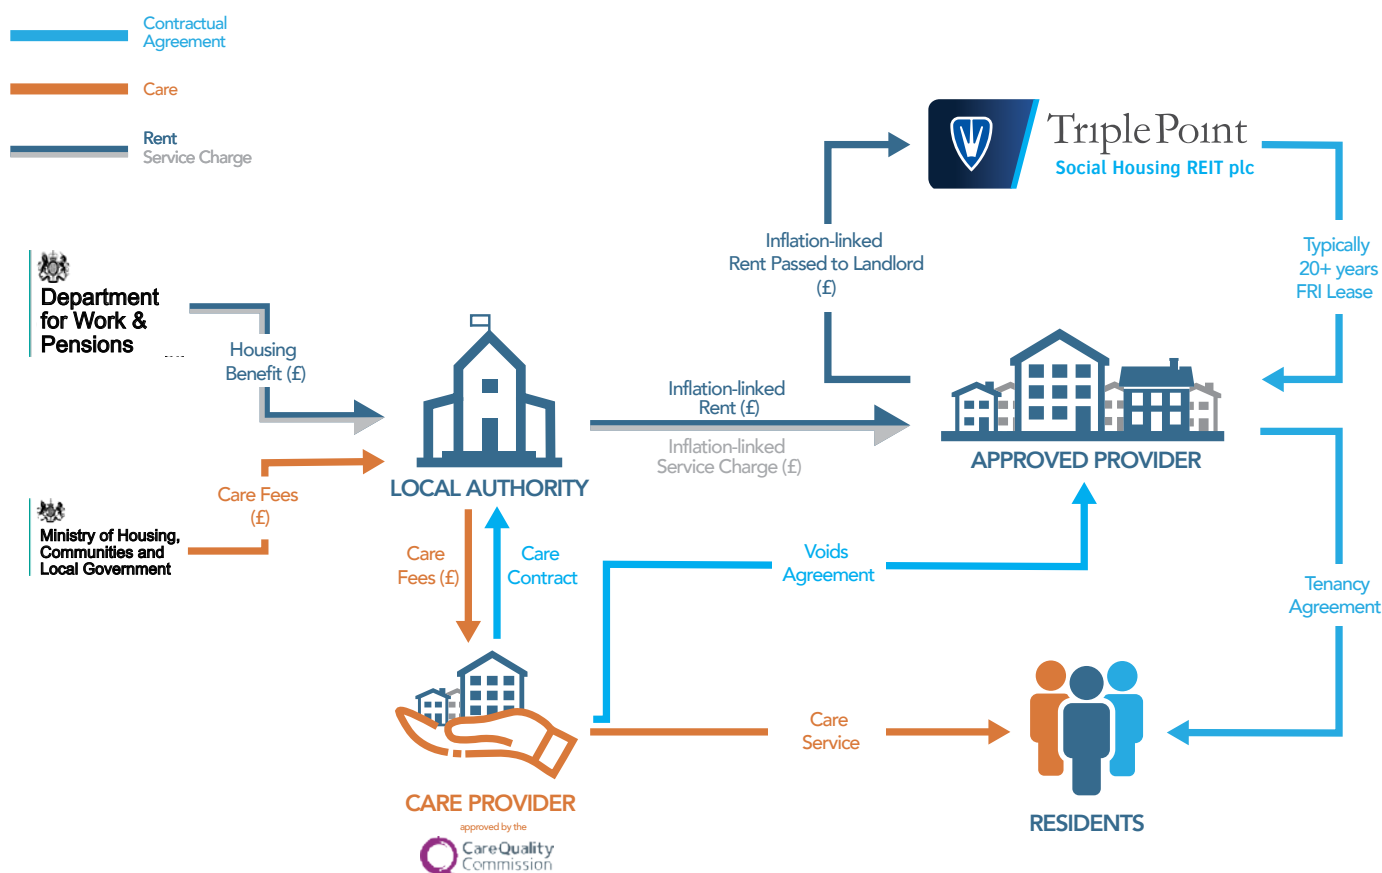 Contractual
Agreement
Care
Rent
Service Charge
TriplePoint
Social Housing REIT plc
Inflation-linked
Rent Passed to Landlord
(£)
Typically
20+ years
FRI Lease
Department
for Work &
Pensions
Housing
Benefit (£)
Inflation-linked
Rent (£)
Inflation-linked
Service Charge (£)
APPROVED PROVIDER
LOCAL AUTHORITY
Care Fees
(£)
Ministry of Housing,
Communities and
Local Government
Care
Fees (£)
Care
Contract
Voids
Agreement
Tenancy
Agreement
Care
Service
CARE PROVIDER
approved by the
CareQuality
Commission
RESIDENTS